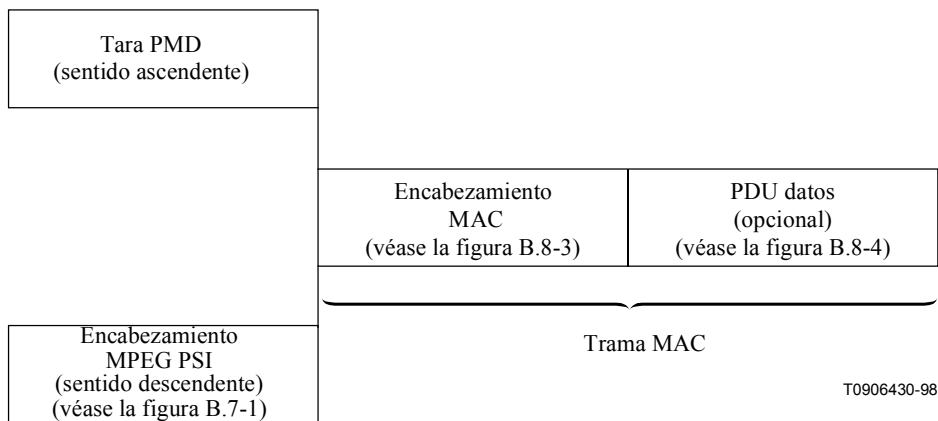 Tara PMD
(sentido ascendente)
Encabezamiento
MAC
(véase la figura B.8-3)
PDU datos
(opcional)
(véase la figura B.8-4)
Encabezamiento
MPEG PSI
(sentido descendente)
(véase la figura B.7-1)
Trama MAC
T0906430-98